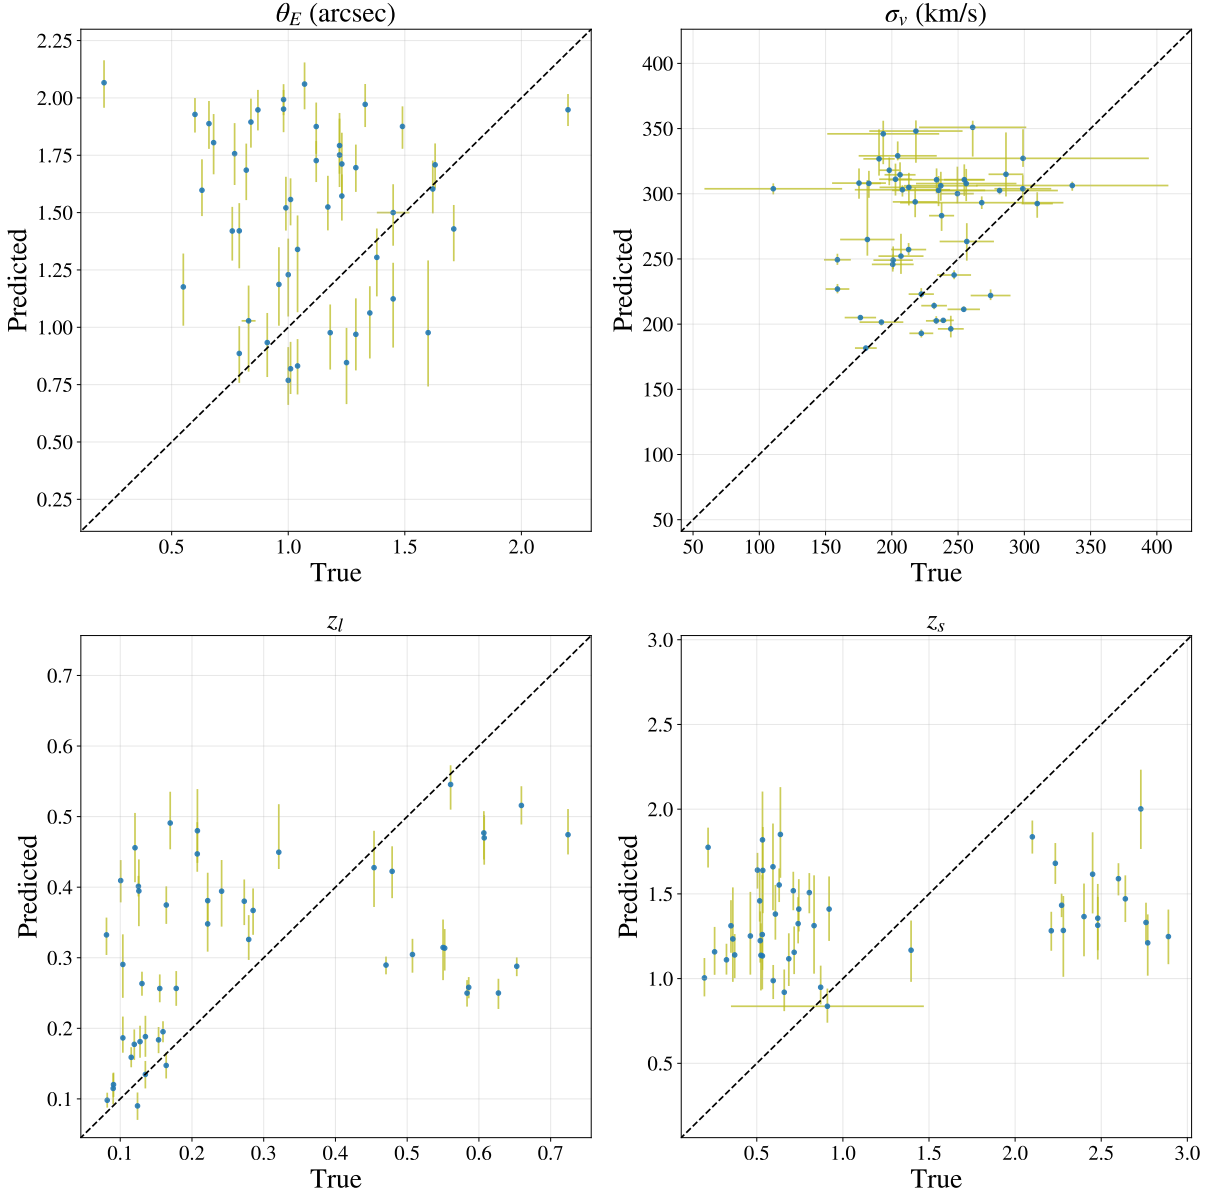 θ_E (arcsec)
Predicted
2.25
2.00
1.75
1.50
1.25
1.00
0.75
0.50
0.25
0.5 1.0 1.5 2.0
True
σ_v (km/s)
Predicted
400
350
300
250
200
150
100
50
50 100 150 200 250 300 350 400
True
z_l
Predicted
0.7
0.6
0.5
0.4
0.3
0.2
0.1
0.1 0.2 0.3 0.4 0.5 0.6 0.7
True
z_s
Predicted
3.0
2.5
2.0
1.5
1.0
0.5
0.5 1.0 1.5 2.0 2.5 3.0
True